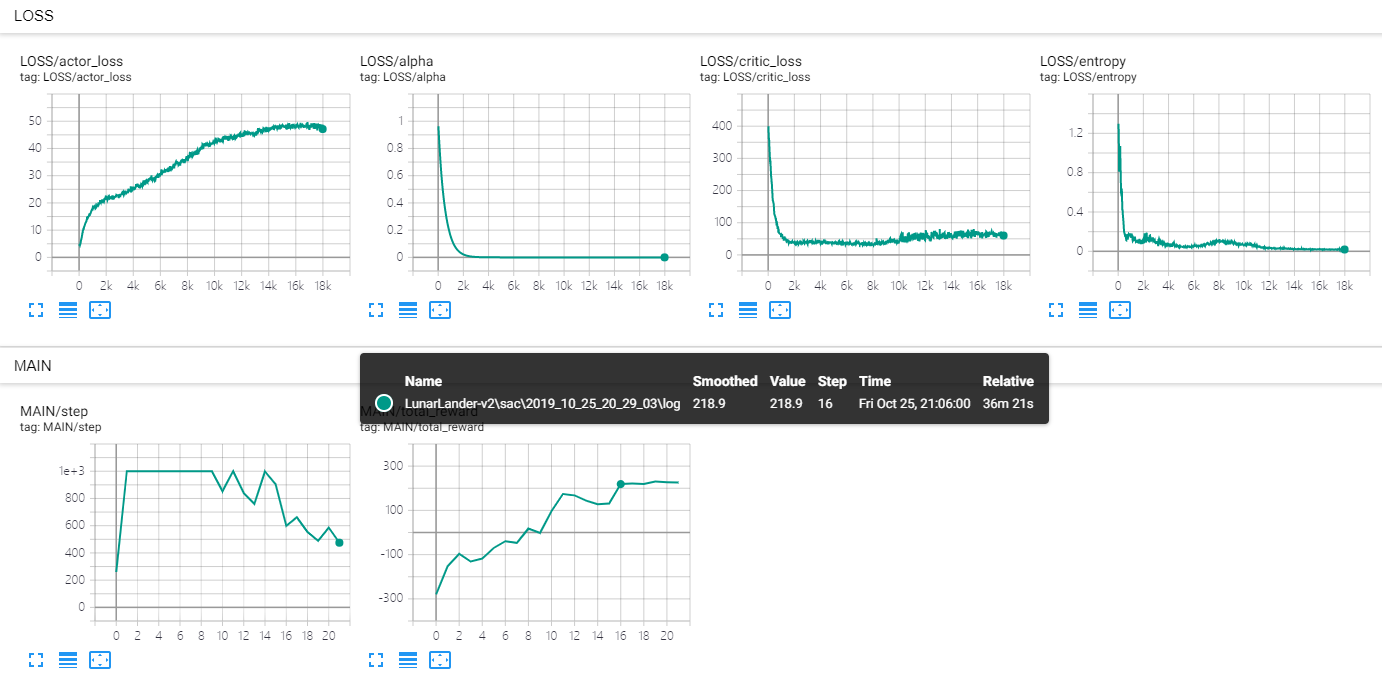 LOSS
LOSS/actor_loss
tag: LOSS/actor_loss
50
40
30
20
10
0
0 2k 4k 6k 8k 10k 12k 14k 16k 18k
LOSS/alpha
tag: LOSS/alpha
1
0.8
0.6
0.4
0.2
0
0 2k 4k 6k 8k 10k 12k 14k 16k 18k
LOSS/critic_loss
tag: LOSS/critic_loss
400
300
200
100
0
0 2k 4k 6k 8k 10k 12k 14k 16k 18k
LOSS/entropy
tag: LOSS/entropy
1.2
0.8
0.4
0
0 2k 4k 6k 8k 10k 12k 14k 16k 18k
MAIN
Name Smoothed Value Step Time Relative
LunarLander-v2\sac\2019_10_25_20_29_03\log 218.9 218.9 16 Fri Oct 25, 21:06:00 36m 21s
MAIN/step
tag: MAIN/step
1e+3
800
600
400
200
0
0 2 4 6 8 10 12 14 16 18 20
MAIN/total_reward
tag: MAIN/total_reward
300
100
-100
-300
0 2 4 6 8 10 12 14 16 18 20